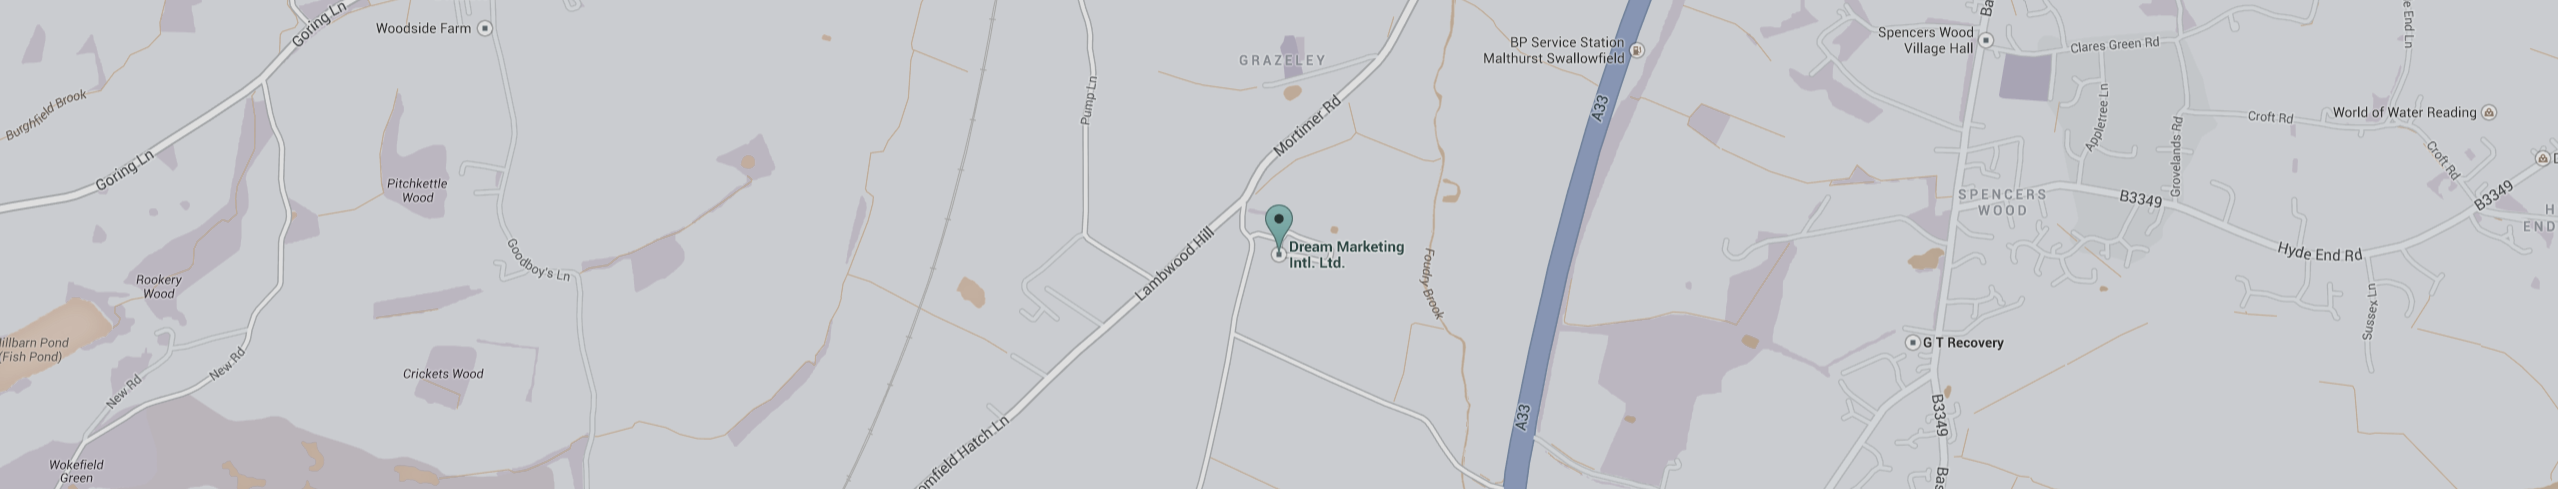 Goring Ln
Woodside Farm
Burghfield Brook
Goring Ln
Pitchkettle
Wood
Goodboy's Ln
Rookery
Wood
New Rd
New Rd
Crickets Wood
Wokefield
Green
(Fish Pond)
Pump Ln
GRAZELEY
Mortimer Rd
Lambwood Hill
Dream Marketing
Intl. Ltd.
Foudry Brook
BP Service Station
Malthurst Swallowfield
A33
A33
Spencers Wood
Village Hall
Clares Green Rd
Appletree Ln
Grovelands Rd
Croft Rd
World of Water Reading
Croft Rd
SPENCERS
WOOD
B3349
B3349
Hyde End Rd
Sussex Ln
G T Recovery
B3349